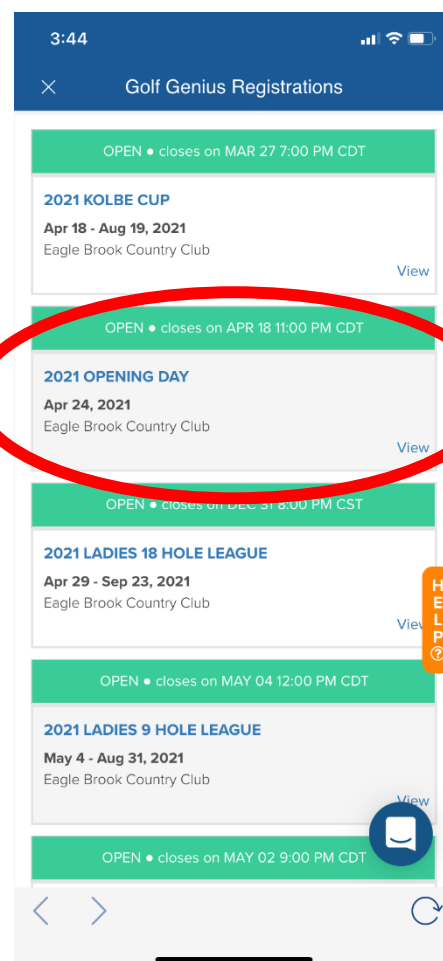 3:44
Golf Genius Registrations
OPEN ● closes on MAR 27 7:00 PM CDT
2021 KOLBE CUP
Apr 18 - Aug 19, 2021
Eagle Brook Country Club
View
OPEN ● closes on APR 18 11:00 PM CDT
2021 OPENING DAY
Apr 24, 2021
Eagle Brook Country Club
View
OPEN ● closes on DEC 31 8:00 PM CST
2021 LADIES 18 HOLE LEAGUE
Apr 29 - Sep 23, 2021
Eagle Brook Country Club
View
HELP
OPEN ● closes on MAY 04 12:00 PM CDT
2021 LADIES 9 HOLE LEAGUE
May 4 - Aug 31, 2021
Eagle Brook Country Club
View
OPEN ● closes on MAY 02 9:00 PM CDT